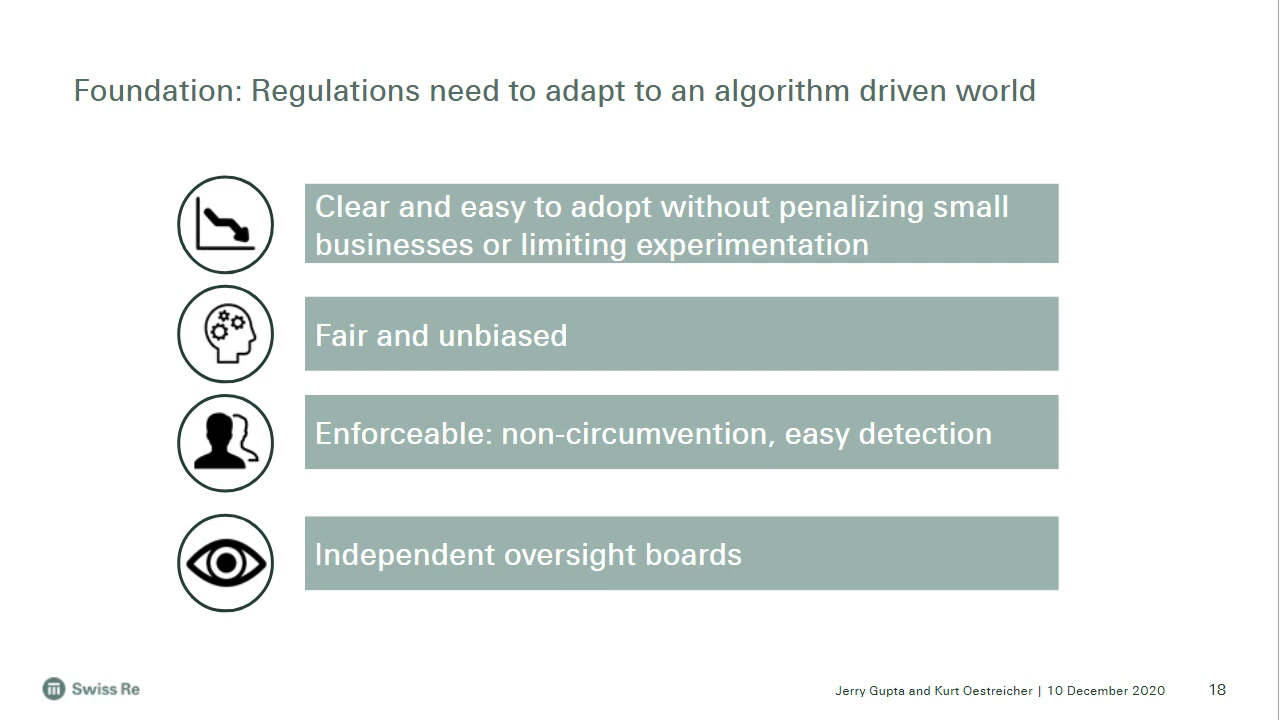 Foundation: Regulations need to adapt to an algorithm driven world
Clear and easy to adopt without penalizing small
businesses or limiting experimentation
Fair and unbiased
Enforceable: non-circumvention, easy detection
Independent oversight boards
Swiss Re
Jerry Gupta and Kurt Oestreicher | 10 December 2020
18